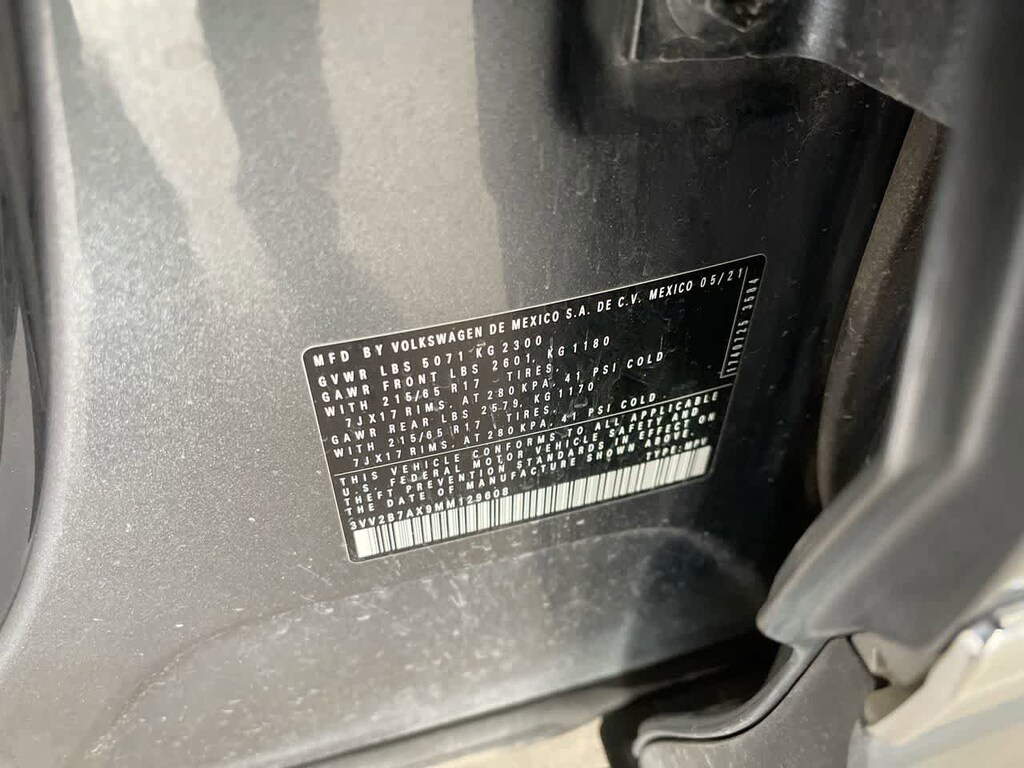 MFD BY VOLKSWAGEN DE MEXICO S.A. DE C.V. MEXICO 05/21
GVWR LBS 5071 KG 2300
GAWR FRONT LBS 2601, KG 1180
WITH 215/65 R17 - TIRES,
7JX17 RIMS, AT 280 KPA, 41 PSI COLD
GAWR REAR LBS 2579, KG 1170
WITH 215/65 R17 - TIRES,
7JX17 RIMS, AT 280 KPA, 41 PSI COLD
THIS VEHICLE CONFORMS TO ALL APPLICABLE
U.S. FEDERAL MOTOR VEHICLE SAFETY AND
THEFT PREVENTION STANDARDS IN EFFECT ON
THE DATE OF MANUFACTURE SHOWN ABOVE.
3VV2B7AX9MM129608 TYPE: MPV